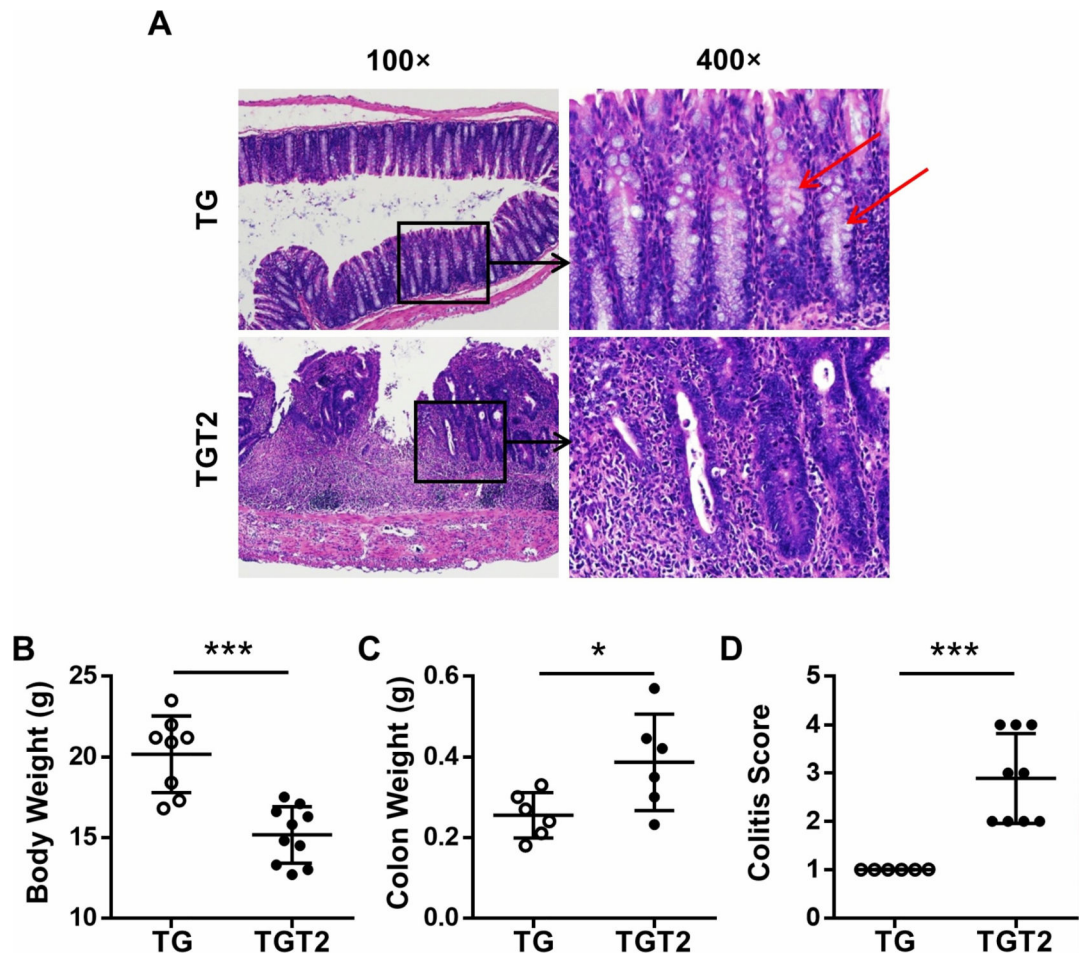 A
100×
400×
TG
TGT2
B
***
Body Weight (g)
25
20
15
10
TG
TGT2
C
*
Colon Weight (g)
0.6
0.4
0.2
0.0
TG
TGT2
D
***
Colitis Score
5
4
3
2
1
0
TG
TGT2